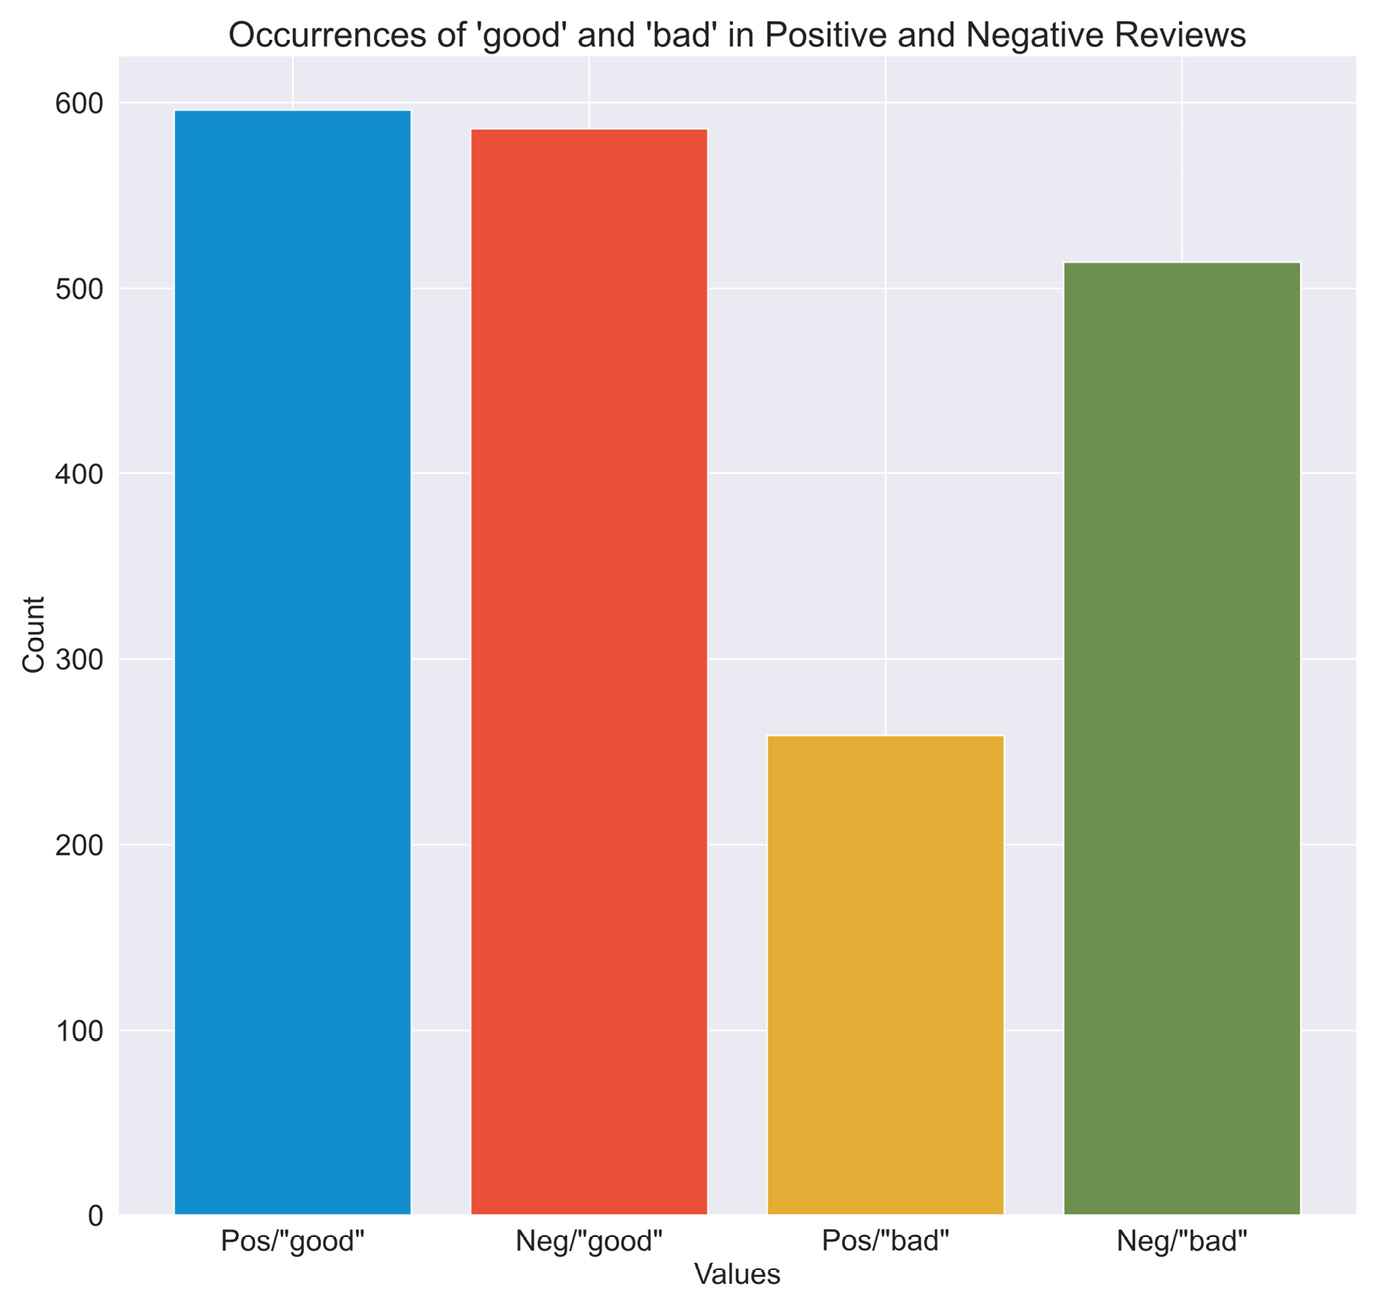 Occurrences of 'good' and 'bad' in Positive and Negative Reviews
600
500
400
300
200
100
0
Count
Pos/"good" Neg/"good" Pos/"bad" Neg/"bad"
Values